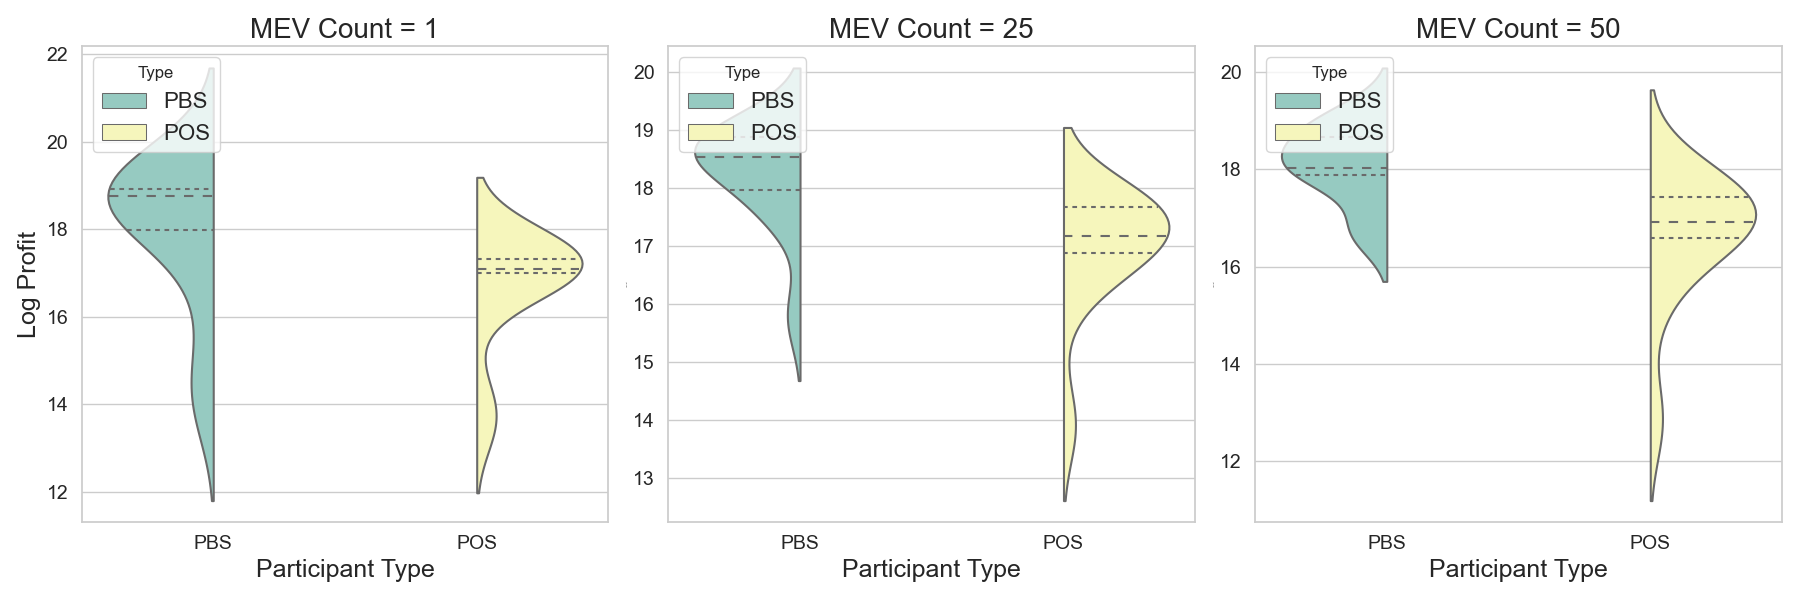 MEV Count = 1
Log Profit
22
20
18
16
14
12
Type
PBS
POS
PBS
POS
Participant Type
MEV Count = 25
20
19
18
17
16
15
14
13
Type
PBS
POS
PBS
POS
Participant Type
MEV Count = 50
20
18
16
14
12
Type
PBS
POS
PBS
POS
Participant Type